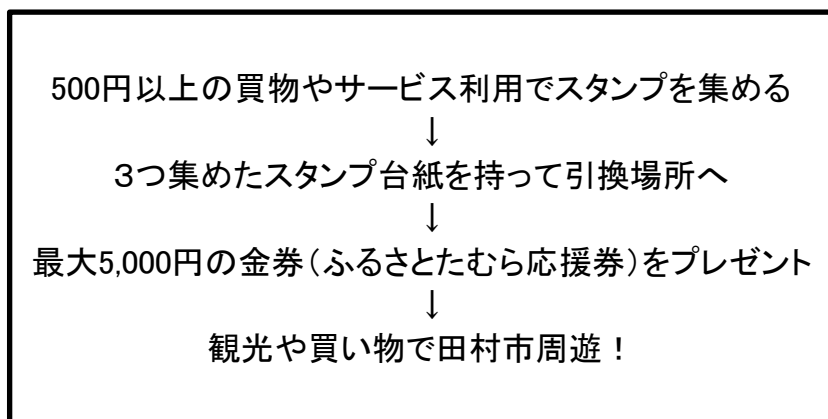 500円以上の買物やサービス利用でスタンプを集める
↓
３つ集めたスタンプ台紙を持って引換場所へ
↓
最大5,000円の金券（ふるさとたむら応援券）をプレゼント
↓
観光や買い物で田村市周遊！